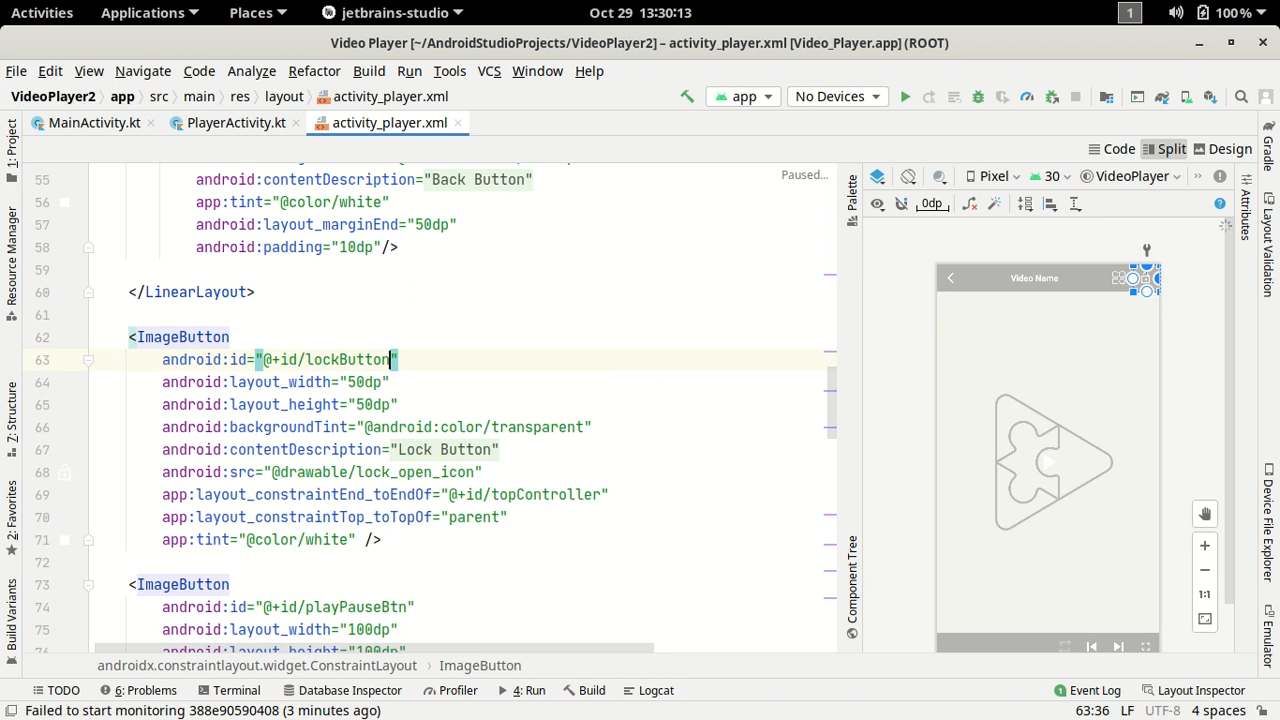 Activities Applications Places jetbrains-studio Oct 29 13:30:13 1 100%
Video Player [~/AndroidStudioProjects/VideoPlayer2] – activity_player.xml [Video_Player.app] (ROOT)
File Edit View Navigate Code Analyze Refactor Build Run Tools VCS Window Help
VideoPlayer2 app src main res layout activity_player.xml app No Devices
MainActivity.kt PlayerActivity.kt activity_player.xml
Code Split Design
55 android:contentDescription="Back Button" Paused...
56 app:tint="@color/white"
57 android:layout_marginEnd="50dp"
58 android:padding="10dp"/>
59
60 </LinearLayout>
61
62 <ImageButton
63 android:id="@+id/lockButton"
64 android:layout_width="50dp"
65 android:layout_height="50dp"
66 android:backgroundTint="@android:color/transparent"
67 android:contentDescription="Lock Button"
68 android:src="@drawable/lock_open_icon"
69 app:layout_constraintEnd_toEndOf="@+id/topController"
70 app:layout_constraintTop_toTopOf="parent"
71 app:tint="@color/white" />
72
73 <ImageButton
74 android:id="@+id/playPauseBtn"
75 android:layout_width="100dp"
76 android:layout_height="100dp"
androidx.constraintlayout.widget.ConstraintLayout ImageButton
1: Project
Resource Manager
7: Structure
2: Favorites
Build Variants
Palette
Component Tree
Pixel 30 VideoPlayer
0dp
Video Name
1:1
Attributes
Gradle
Layout Validation
Device File Explorer
Emulator
TODO 6: Problems Terminal Database Inspector Profiler 4: Run Build Logcat 1 Event Log Layout Inspector
Failed to start monitoring 388e90590408 (3 minutes ago) 63:36 LF UTF-8 4 spaces